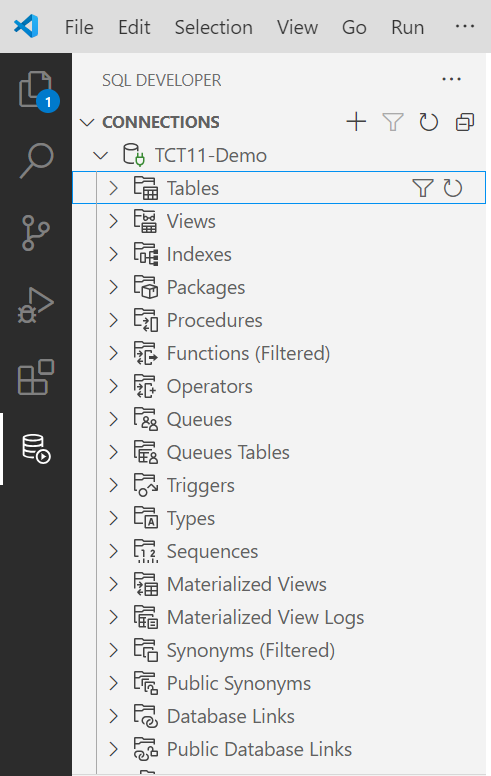 File Edit Selection View Go Run ···
SQL DEVELOPER ···
1
CONNECTIONS
TCT11-Demo
Tables
Views
Indexes
Packages
Procedures
Functions (Filtered)
Operators
Queues
Queues Tables
Triggers
Types
Sequences
Materialized Views
Materialized View Logs
Synonyms (Filtered)
Public Synonyms
Database Links
Public Database Links